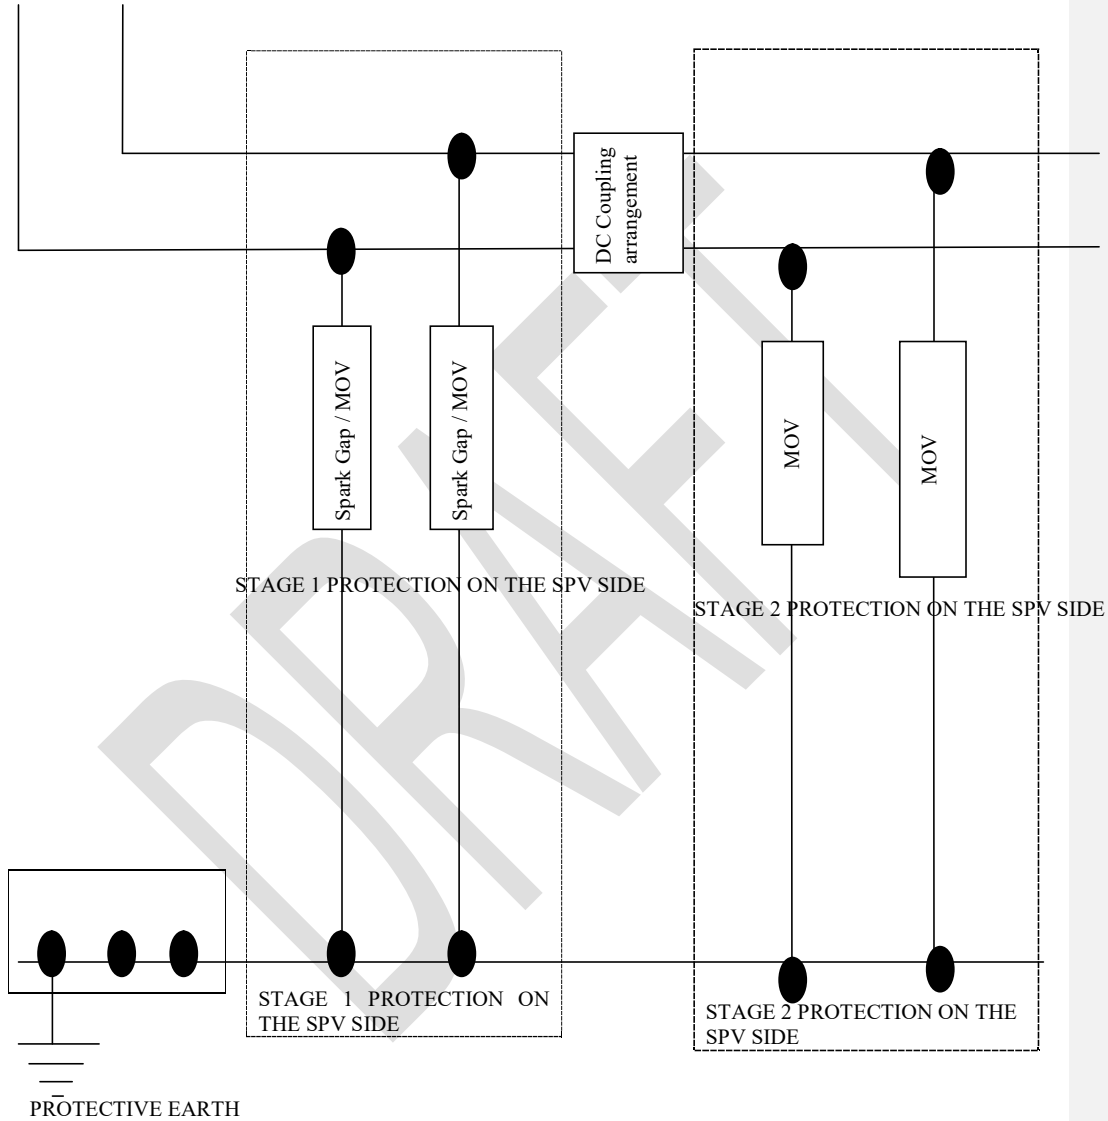 DC Coupling
arrangement
Spark Gap / MOV
Spark Gap / MOV
MOV
MOV
STAGE 1 PROTECTION ON THE SPV SIDE
STAGE 2 PROTECTION ON THE SPV SIDE
STAGE 1 PROTECTION ON
THE SPV SIDE
STAGE 2 PROTECTION ON THE
SPV SIDE
PROTECTIVE EARTH
DRAFT